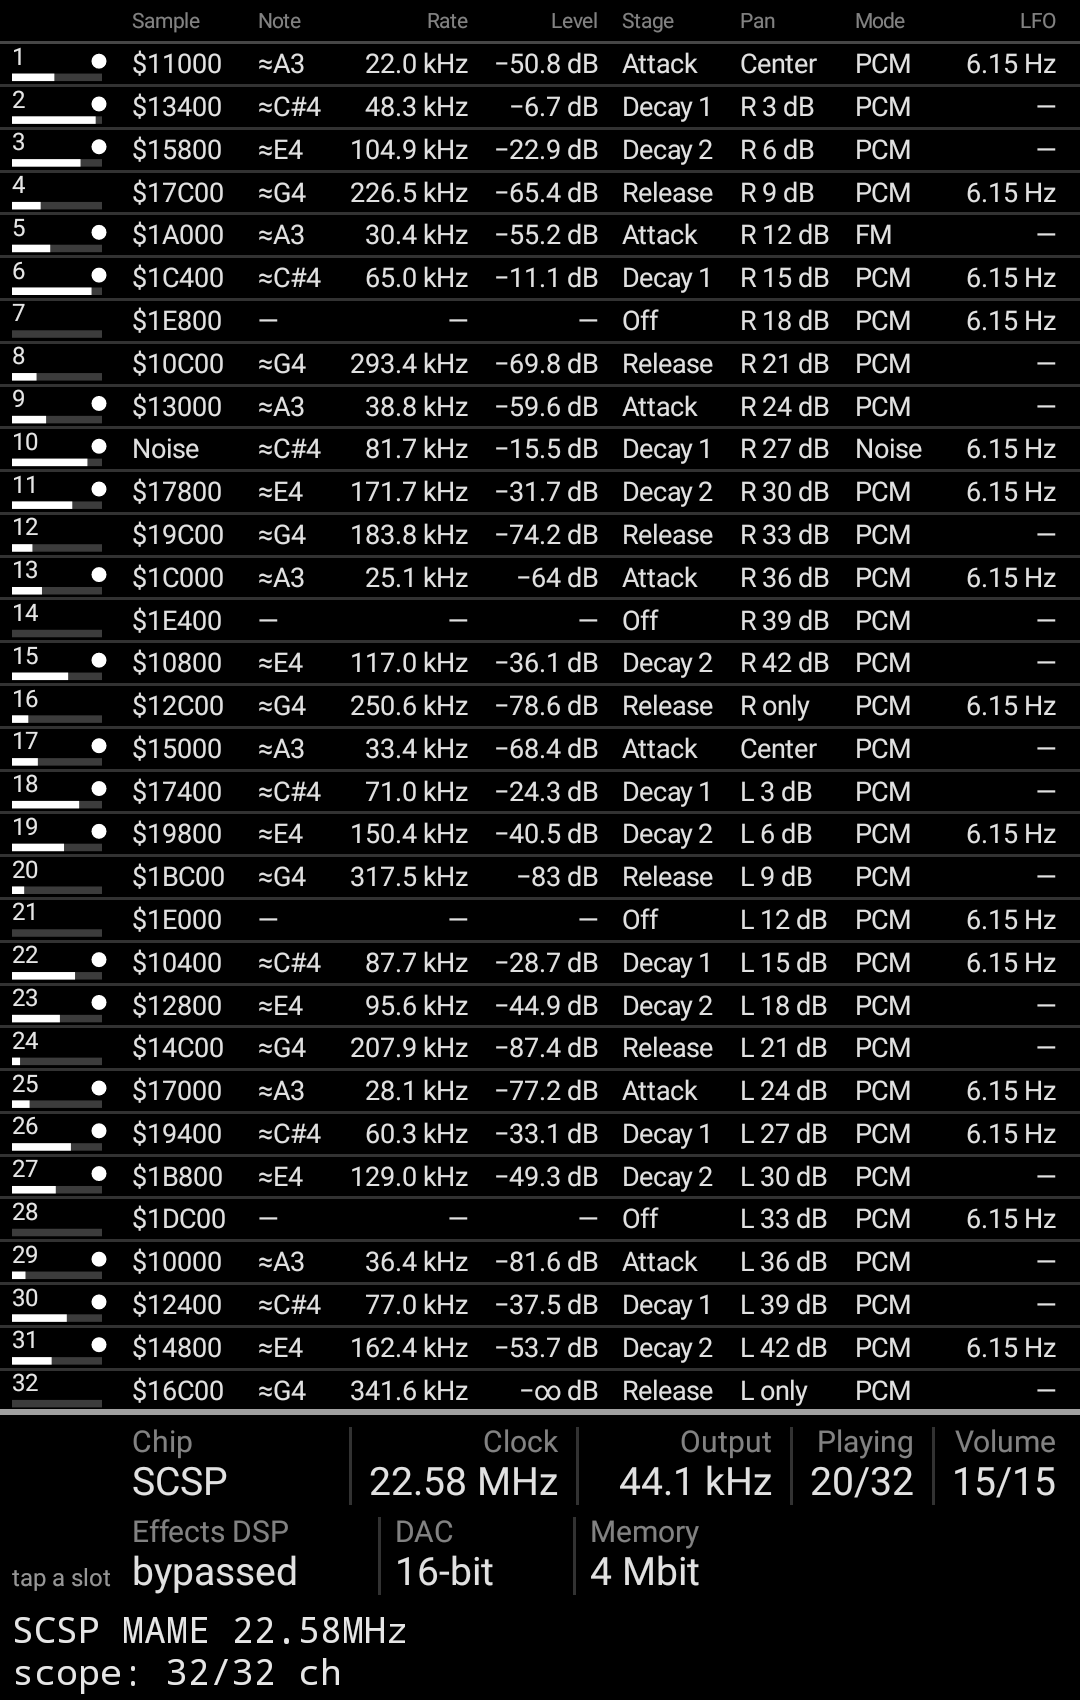 Sample Note Rate Level Stage Pan Mode LFO
1 $11000 ≈A3 22.0 kHz −50.8 dB Attack Center PCM 6.15 Hz
2 $13400 ≈C#4 48.3 kHz −6.7 dB Decay 1 R 3 dB PCM —
3 $15800 ≈E4 104.9 kHz −22.9 dB Decay 2 R 6 dB PCM —
4 $17C00 ≈G4 226.5 kHz −65.4 dB Release R 9 dB PCM 6.15 Hz
5 $1A000 ≈A3 30.4 kHz −55.2 dB Attack R 12 dB FM —
6 $1C400 ≈C#4 65.0 kHz −11.1 dB Decay 1 R 15 dB PCM 6.15 Hz
7 $1E800 — — — Off R 18 dB PCM 6.15 Hz
8 $10C00 ≈G4 293.4 kHz −69.8 dB Release R 21 dB PCM —
9 $13000 ≈A3 38.8 kHz −59.6 dB Attack R 24 dB PCM —
10 Noise ≈C#4 81.7 kHz −15.5 dB Decay 1 R 27 dB Noise 6.15 Hz
11 $17800 ≈E4 171.7 kHz −31.7 dB Decay 2 R 30 dB PCM 6.15 Hz
12 $19C00 ≈G4 183.8 kHz −74.2 dB Release R 33 dB PCM —
13 $1C000 ≈A3 25.1 kHz −64 dB Attack R 36 dB PCM 6.15 Hz
14 $1E400 — — — Off R 39 dB PCM —
15 $10800 ≈E4 117.0 kHz −36.1 dB Decay 2 R 42 dB PCM —
16 $12C00 ≈G4 250.6 kHz −78.6 dB Release R only PCM 6.15 Hz
17 $15000 ≈A3 33.4 kHz −68.4 dB Attack Center PCM —
18 $17400 ≈C#4 71.0 kHz −24.3 dB Decay 1 L 3 dB PCM —
19 $19800 ≈E4 150.4 kHz −40.5 dB Decay 2 L 6 dB PCM 6.15 Hz
20 $1BC00 ≈G4 317.5 kHz −83 dB Release L 9 dB PCM —
21 $1E000 — — — Off L 12 dB PCM 6.15 Hz
22 $10400 ≈C#4 87.7 kHz −28.7 dB Decay 1 L 15 dB PCM 6.15 Hz
23 $12800 ≈E4 95.6 kHz −44.9 dB Decay 2 L 18 dB PCM —
24 $14C00 ≈G4 207.9 kHz −87.4 dB Release L 21 dB PCM —
25 $17000 ≈A3 28.1 kHz −77.2 dB Attack L 24 dB PCM 6.15 Hz
26 $19400 ≈C#4 60.3 kHz −33.1 dB Decay 1 L 27 dB PCM 6.15 Hz
27 $1B800 ≈E4 129.0 kHz −49.3 dB Decay 2 L 30 dB PCM —
28 $1DC00 — — — Off L 33 dB PCM 6.15 Hz
29 $10000 ≈A3 36.4 kHz −81.6 dB Attack L 36 dB PCM —
30 $12400 ≈C#4 77.0 kHz −37.5 dB Decay 1 L 39 dB PCM —
31 $14800 ≈E4 162.4 kHz −53.7 dB Decay 2 L 42 dB PCM 6.15 Hz
32 $16C00 ≈G4 341.6 kHz −∞ dB Release L only PCM —
Chip Clock Output Playing Volume
SCSP 22.58 MHz 44.1 kHz 20/32 15/15
Effects DSP DAC Memory
tap a slot bypassed 16-bit 4 Mbit
SCSP MAME 22.58MHz
scope: 32/32 ch